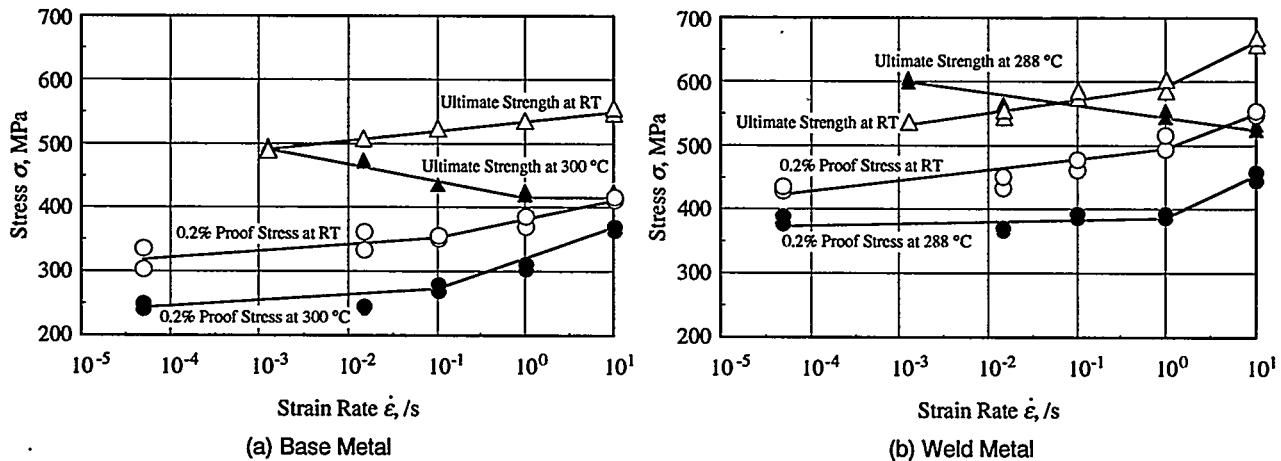 700
600
500
400
300
200
Stress σ, MPa
Ultimate Strength at RT
Ultimate Strength at 300 °C
0.2% Proof Stress at RT
0.2% Proof Stress at 300 °C
10⁻⁵ 10⁻⁴ 10⁻³ 10⁻² 10⁻¹ 10⁰ 10¹
Strain Rate ε̇, /s
(a) Base Metal
700
600
500
400
300
200
Stress σ, MPa
Ultimate Strength at 288 °C
Ultimate Strength at RT
0.2% Proof Stress at RT
0.2% Proof Stress at 288 °C
10⁻⁵ 10⁻⁴ 10⁻³ 10⁻² 10⁻¹ 10⁰ 10¹
Strain Rate ε̇, /s
(b) Weld Metal